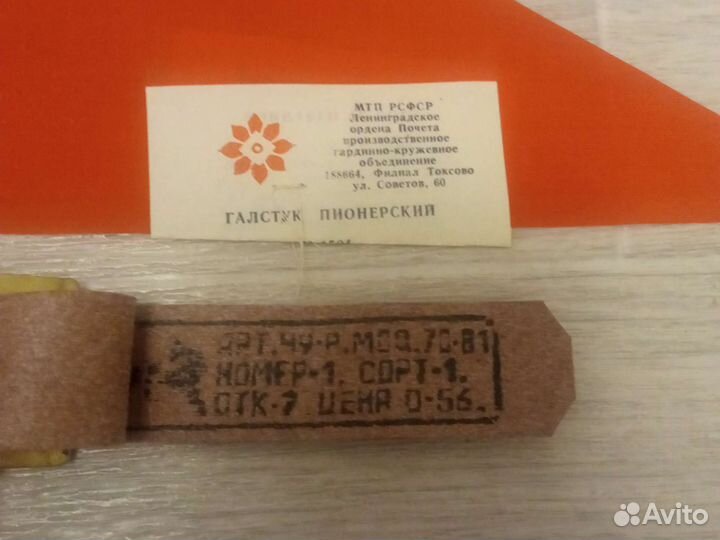 МТП РСФСР
Ленинградское
ордена Почета
производственное
гардинно-кружевное
объединение
188664, Филиал Токсово
ул. Советов, 60
ГАЛСТУК ПИОНЕРСКИЙ
АРТ.49-Р.МОД.70-81
НОМЕР-1. СОРТ-1.
ОТК-7 ЦЕНА 0-56.
Avito